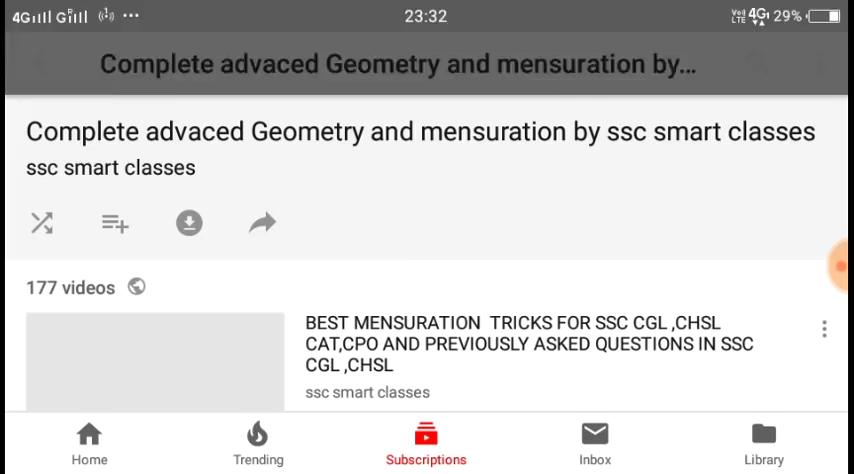 4G G R 23:32 VoD LTE 4G 29%
Complete advaced Geometry and mensuration by...
Complete advaced Geometry and mensuration by ssc smart classes
ssc smart classes
177 videos
BEST MENSURATION TRICKS FOR SSC CGL ,CHSL
CAT,CPO AND PREVIOUSLY ASKED QUESTIONS IN SSC
CGL ,CHSL
ssc smart classes
Home Trending Subscriptions Inbox Library